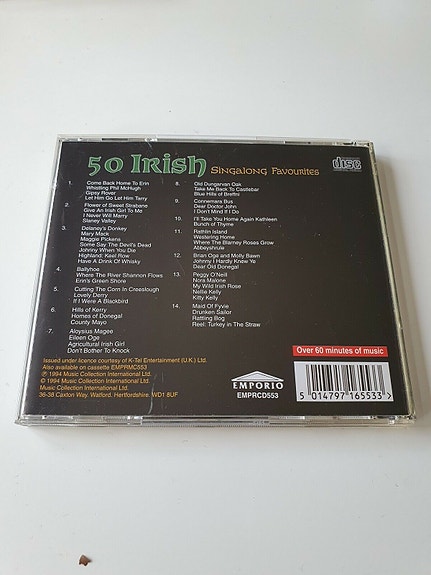 50 Irish Singalong Favourites
disc
1. Come Back Home To Erin
Whistling Phil McHugh
Gipsy Rover
Let Him Go Let Him Tarry
2. Flower of Sweet Strabane
Give An Irish Girl To Me
I Never Will Marry
Slaney Valley
3. Delaney's Donkey
Mary Mack
Maggie Pickens
Some Say The Devil's Dead
Johnny When You Die
Highland: Keel Row
Have A Drink Of Whisky
4. Ballyhoe
Where The River Shannon Flows
Erin's Green Shore
5. Cutting The Corn In Creeslough
Lovely Derry
If I Were A Blackbird
6. Hills of Kerry
Homes of Donegal
County Mayo
7. Aloysius Magee
Eileen Oge
Agricultural Irish Girl
Don't Bother To Knock
8. Old Dungarvan Oak
Take Me Back To Castlebar
Blue Hills of Breffni
9. Connemara Bus
Dear Doctor John
I Don't Mind If I Do
10. I'll Take You Home Again Kathleen
Bunch of Thyme
11. Rathlin Island
Westering Home
Where The Blarney Roses Grow
Abbeyshrule
12. Brian Oge and Molly Bawn
Johnny I Hardly Knew Ye
Dear Old Donegal
13. Peggy O'Neil
Nora Malone
My Wild Irish Rose
Nellie Kelly
Kitty Kelly
14. Maid Of Fyvie
Drunken Sailor
Rattling Bog
Reel: Turkey in The Straw
Issued under licence courtesy of K-Tel Entertainment (U.K.) Ltd.
Also available on cassette EMPRMC553
℗ 1994 Music Collection International Ltd.
© 1994 Music Collection International Ltd.
36-38 Caxton Way, Watford, Hertfordshire. WD1 8UF
EMPORIO
EMPRCD553
Over 60 minutes of music
5 014797 165533 >